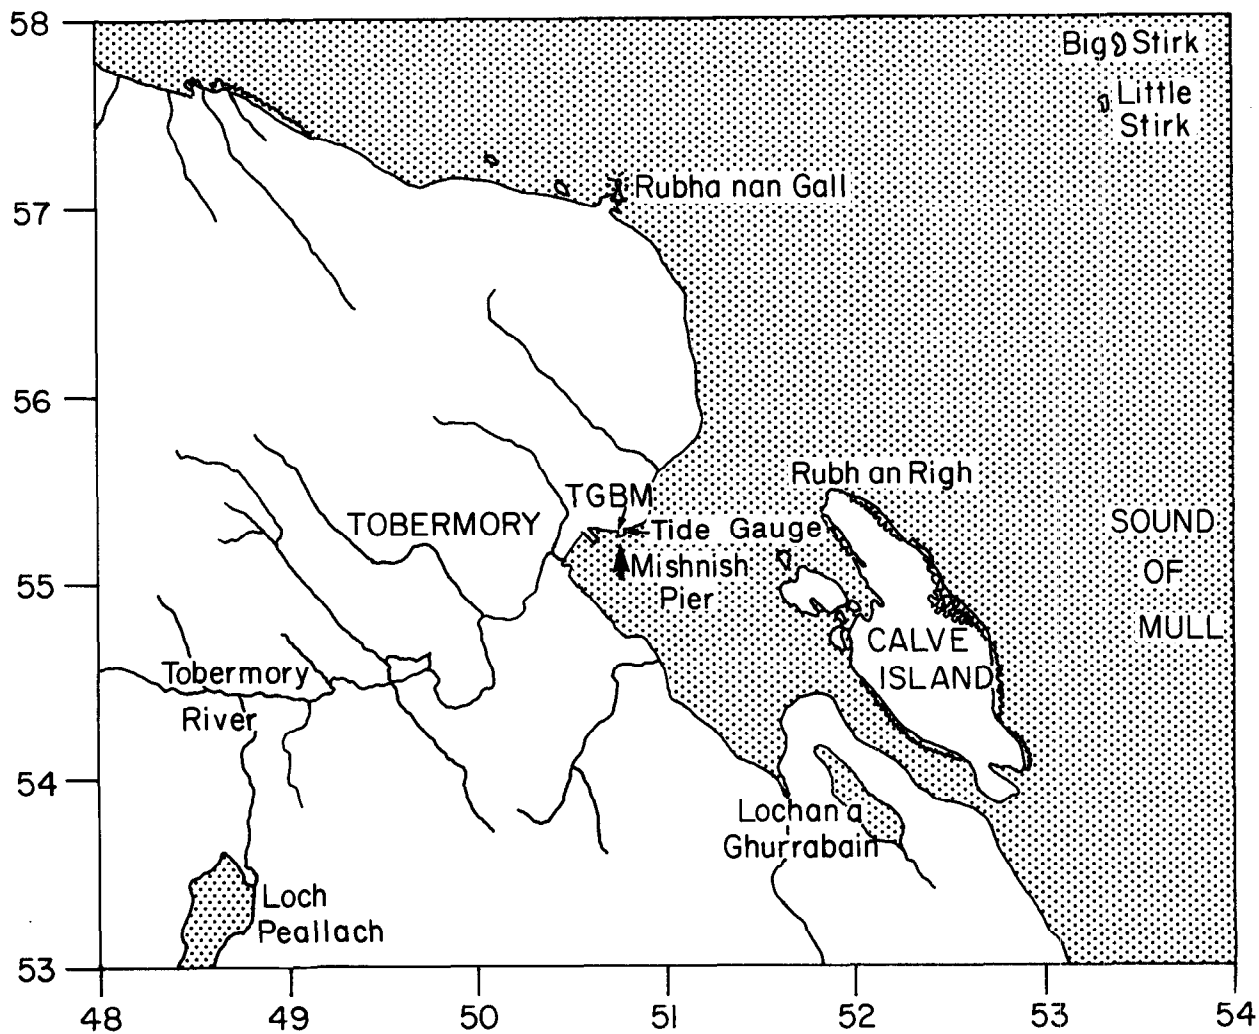 58
Big Stirk
Little
Stirk
57
Rubha nan Gall
56
Rubh an Righ
TGBM
TOBERMORY
Tide Gauge
SOUND
OF
MULL
55
Mishnish
Pier
CALVE
ISLAND
Tobermory
River
54
Lochan a
Ghurrabain
Loch
Peallach
53
48 49 50 51 52 53 54